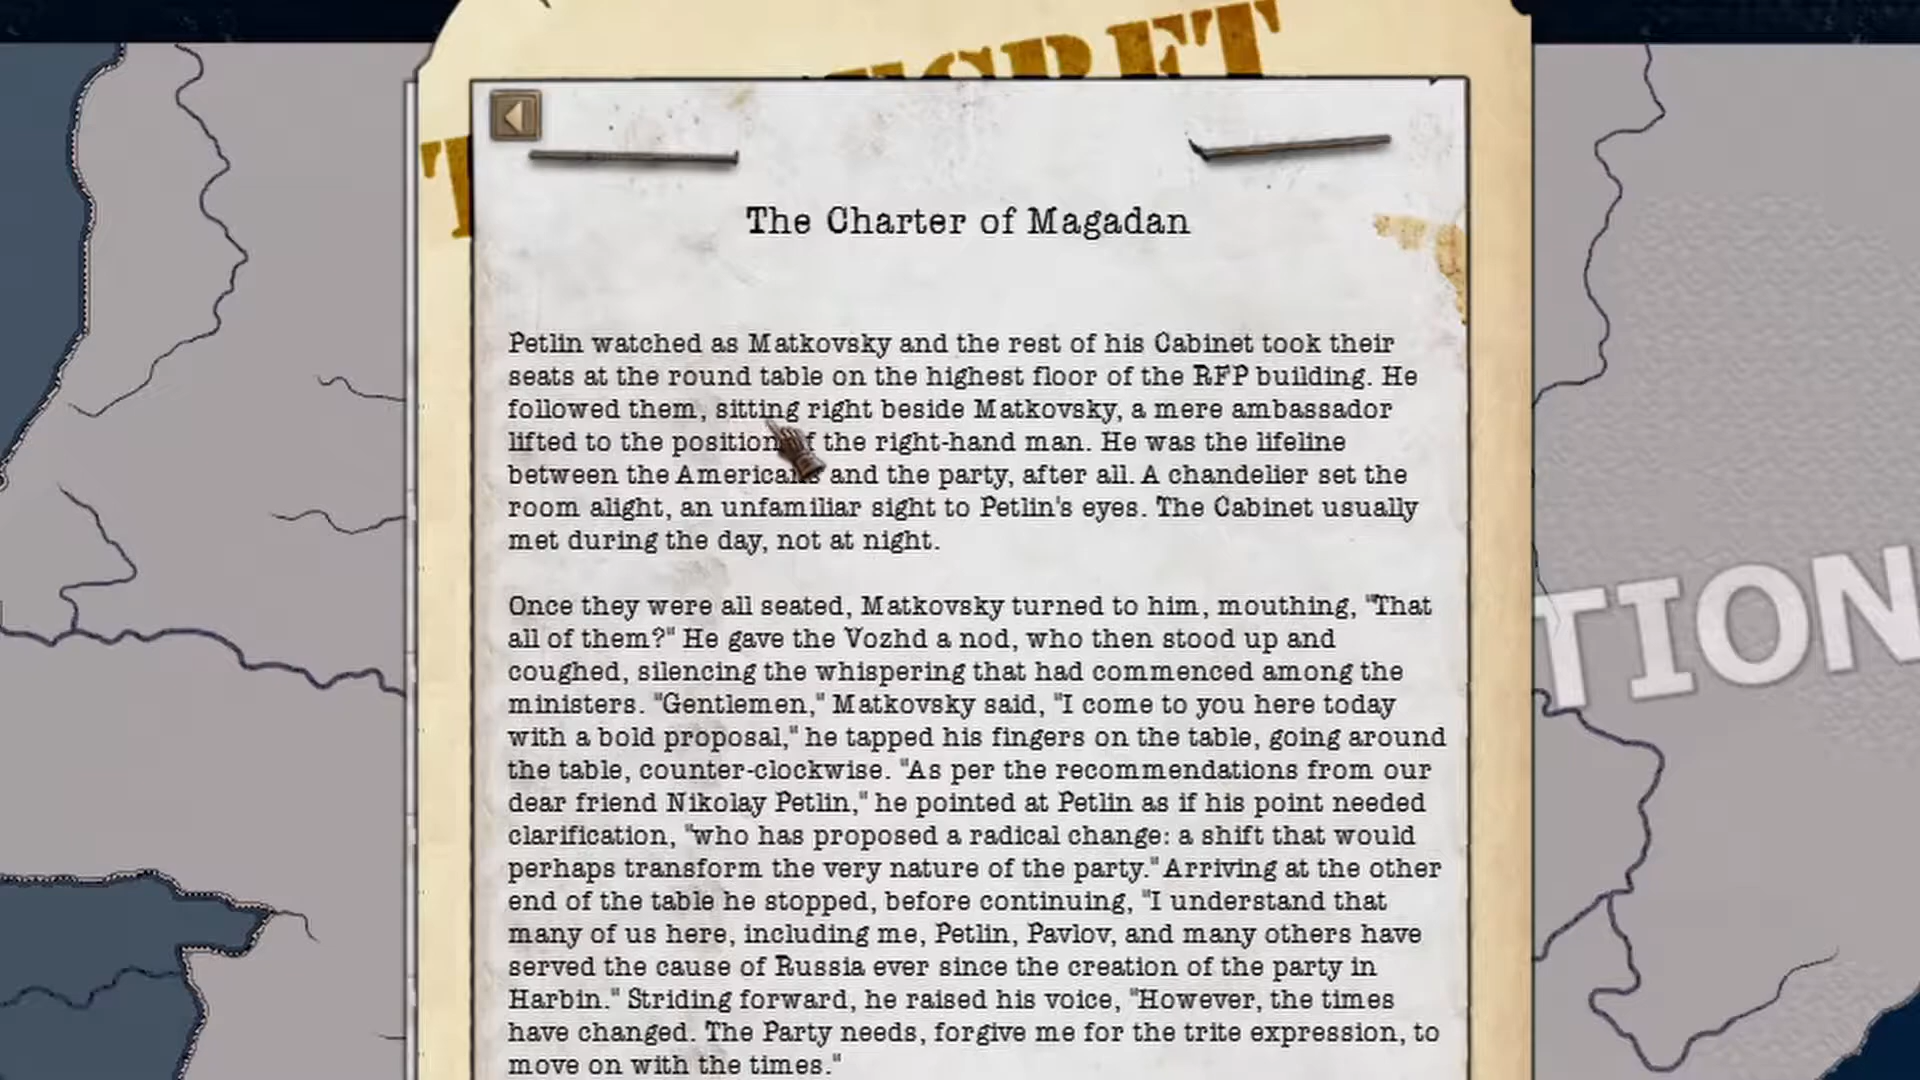 The Charter of Magadan
Petlin watched as Matkovsky and the rest of his Cabinet took their
seats at the round table on the highest floor of the RFP building. He
followed them, sitting right beside Matkovsky, a mere ambassador
lifted to the position of the right-hand man. He was the lifeline
between the Americans and the party, after all. A chandelier set the
room alight, an unfamiliar sight to Petlin's eyes. The Cabinet usually
met during the day, not at night.
Once they were all seated, Matkovsky turned to him, mouthing, "That
all of them?" He gave the Vozhd a nod, who then stood up and
coughed, silencing the whispering that had commenced among the
ministers. "Gentlemen," Matkovsky said, "I come to you here today
with a bold proposal," he tapped his fingers on the table, going around
the table, counter-clockwise. "As per the recommendations from our
dear friend Nikolay Petlin," he pointed at Petlin as if his point needed
clarification, "who has proposed a radical change: a shift that would
perhaps transform the very nature of the party." Arriving at the other
end of the table he stopped, before continuing, "I understand that
many of us here, including me, Petlin, Pavlov, and many others have
served the cause of Russia ever since the creation of the party in
Harbin." Striding forward, he raised his voice, "However, the times
have changed. The Party needs, forgive me for the trite expression, to
move on with the times."
TION